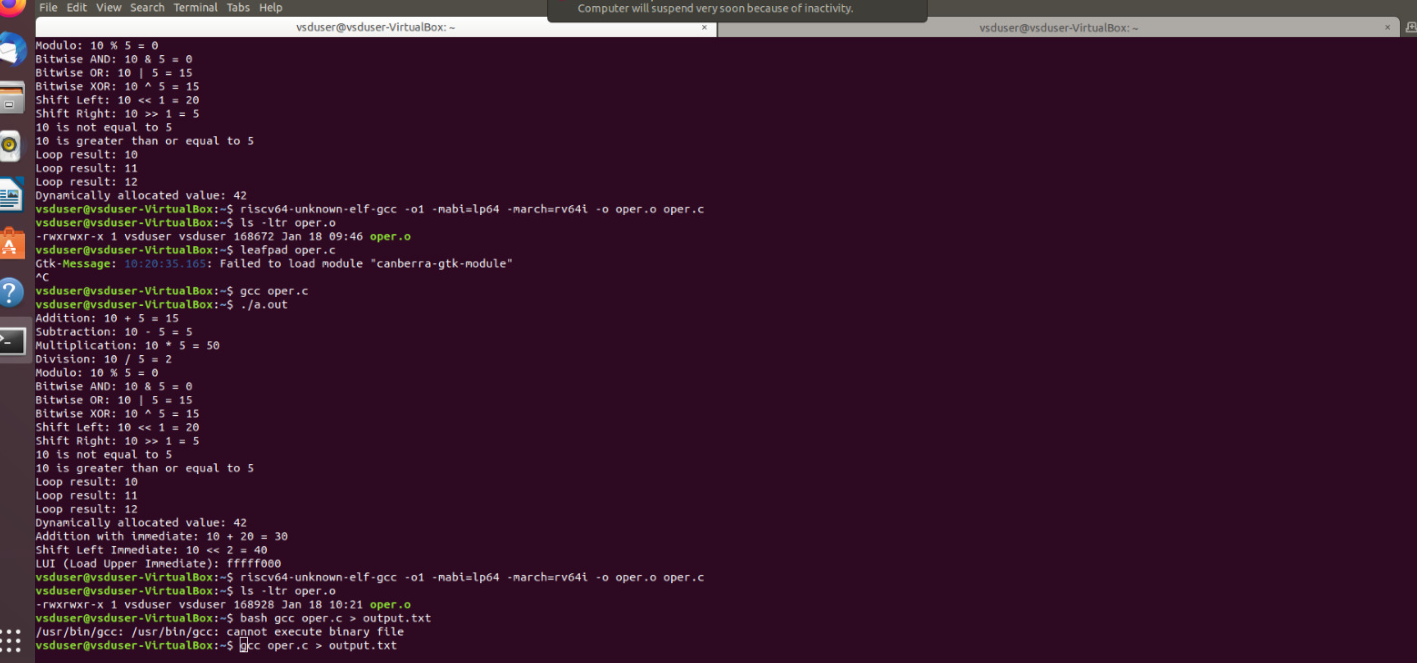 File Edit View Search Terminal Tabs Help
Computer will suspend very soon because of inactivity.
vsduser@vsduser-VirtualBox: ~ ×
vsduser@vsduser-VirtualBox: ~ ×
Modulo: 10 % 5 = 0
Bitwise AND: 10 & 5 = 0
Bitwise OR: 10 | 5 = 15
Bitwise XOR: 10 ^ 5 = 15
Shift Left: 10 << 1 = 20
Shift Right: 10 >> 1 = 5
10 is not equal to 5
10 is greater than or equal to 5
Loop result: 10
Loop result: 11
Loop result: 12
Dynamically allocated value: 42
vsduser@vsduser-VirtualBox:~$ riscv64-unknown-elf-gcc -o1 -mabi=lp64 -march=rv64i -o oper.o oper.c
vsduser@vsduser-VirtualBox:~$ ls -ltr oper.o
-rwxrwxr-x 1 vsduser vsduser 168672 Jan 18 09:46 oper.o
vsduser@vsduser-VirtualBox:~$ leafpad oper.c
Gtk-Message: 10:20:35.165: Failed to load module "canberra-gtk-module"
^C
vsduser@vsduser-VirtualBox:~$ gcc oper.c
vsduser@vsduser-VirtualBox:~$ ./a.out
Addition: 10 + 5 = 15
Subtraction: 10 - 5 = 5
Multiplication: 10 * 5 = 50
Division: 10 / 5 = 2
Modulo: 10 % 5 = 0
Bitwise AND: 10 & 5 = 0
Bitwise OR: 10 | 5 = 15
Bitwise XOR: 10 ^ 5 = 15
Shift Left: 10 << 1 = 20
Shift Right: 10 >> 1 = 5
10 is not equal to 5
10 is greater than or equal to 5
Loop result: 10
Loop result: 11
Loop result: 12
Dynamically allocated value: 42
Addition with immediate: 10 + 20 = 30
Shift Left Immediate: 10 << 2 = 40
LUI (Load Upper Immediate): fffff000
vsduser@vsduser-VirtualBox:~$ riscv64-unknown-elf-gcc -o1 -mabi=lp64 -march=rv64i -o oper.o oper.c
vsduser@vsduser-VirtualBox:~$ ls -ltr oper.o
-rwxrwxr-x 1 vsduser vsduser 168928 Jan 18 10:21 oper.o
vsduser@vsduser-VirtualBox:~$ bash gcc oper.c > output.txt
/usr/bin/gcc: /usr/bin/gcc: cannot execute binary file
vsduser@vsduser-VirtualBox:~$ gcc oper.c > output.txt